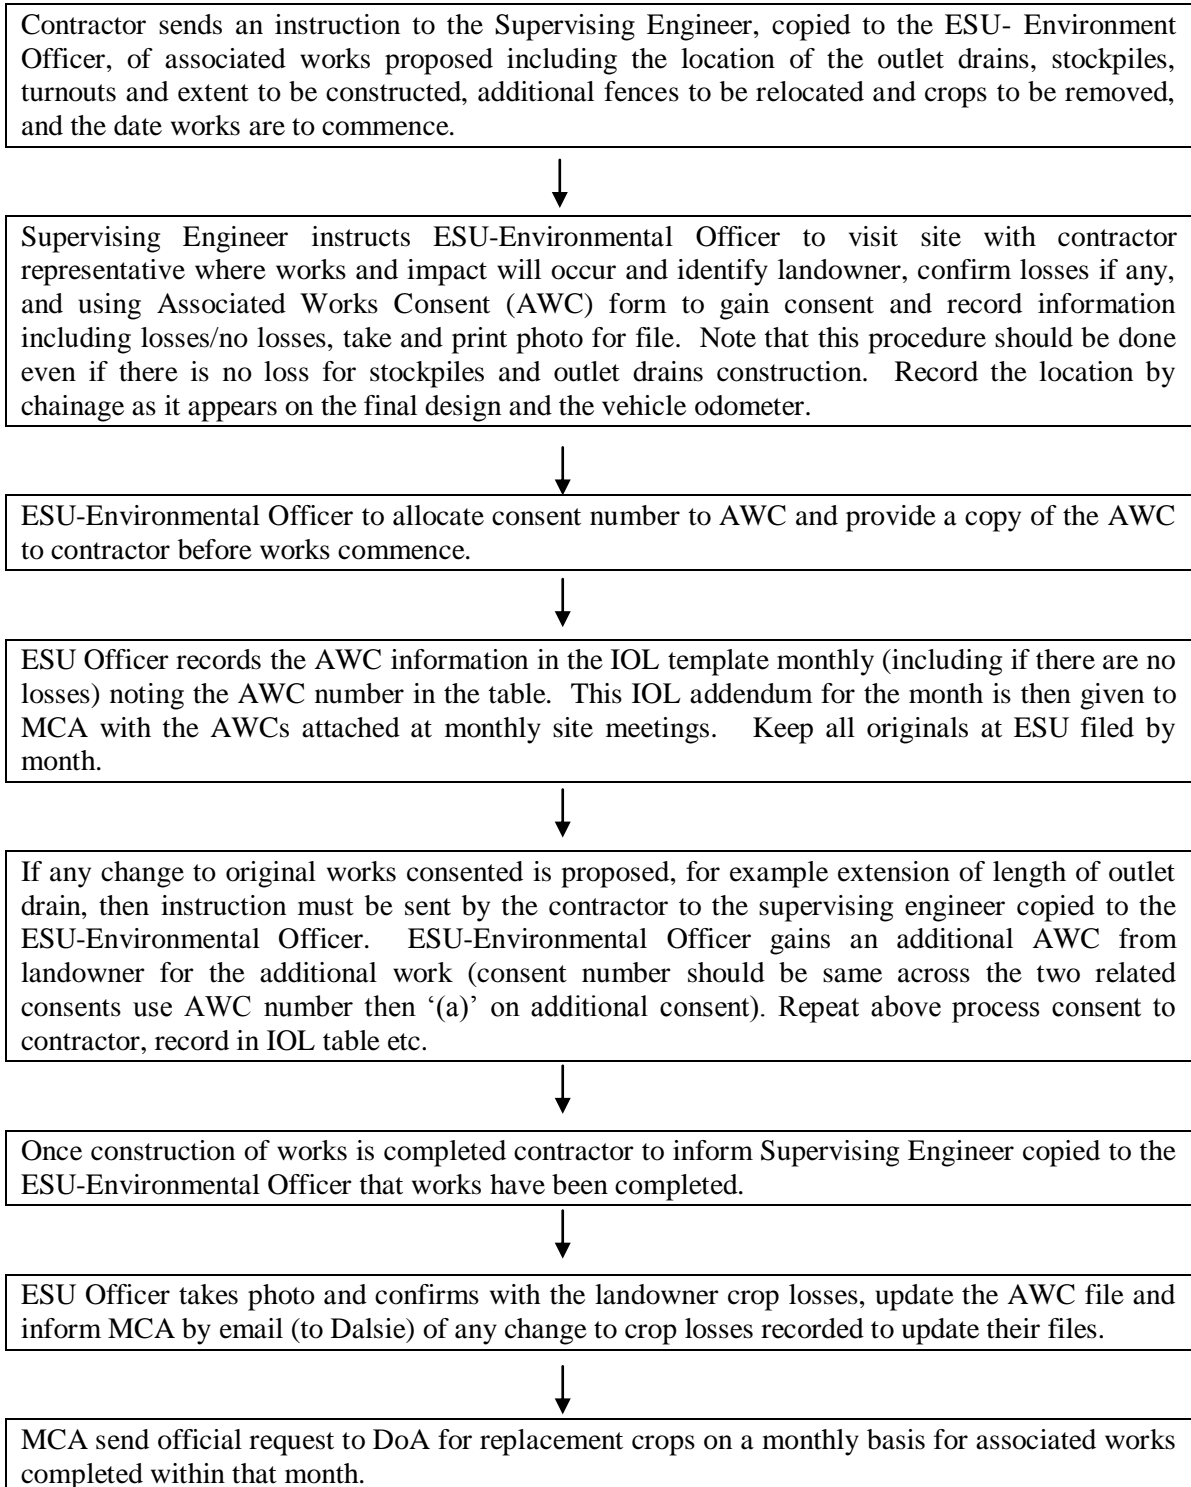 Contractor sends an instruction to the Supervising Engineer, copied to the ESU- Environment
Officer, of associated works proposed including the location of the outlet drains, stockpiles,
turnouts and extent to be constructed, additional fences to be relocated and crops to be removed,
and the date works are to commence.
Supervising Engineer instructs ESU-Environmental Officer to visit site with contractor
representative where works and impact will occur and identify landowner, confirm losses if any,
and using Associated Works Consent (AWC) form to gain consent and record information
including losses/no losses, take and print photo for file. Note that this procedure should be done
even if there is no loss for stockpiles and outlet drains construction. Record the location by
chainage as it appears on the final design and the vehicle odometer.
ESU-Environmental Officer to allocate consent number to AWC and provide a copy of the AWC
to contractor before works commence.
ESU Officer records the AWC information in the IOL template monthly (including if there are no
losses) noting the AWC number in the table. This IOL addendum for the month is then given to
MCA with the AWCs attached at monthly site meetings. Keep all originals at ESU filed by
month.
If any change to original works consented is proposed, for example extension of length of outlet
drain, then instruction must be sent by the contractor to the supervising engineer copied to the
ESU-Environmental Officer. ESU-Environmental Officer gains an additional AWC from
landowner for the additional work (consent number should be same across the two related
consents use AWC number then ‘(a)’ on additional consent). Repeat above process consent to
contractor, record in IOL table etc.
Once construction of works is completed contractor to inform Supervising Engineer copied to the
ESU-Environmental Officer that works have been completed.
ESU Officer takes photo and confirms with the landowner crop losses, update the AWC file and
inform MCA by email (to Dalsie) of any change to crop losses recorded to update their files.
MCA send official request to DoA for replacement crops on a monthly basis for associated works
completed within that month.